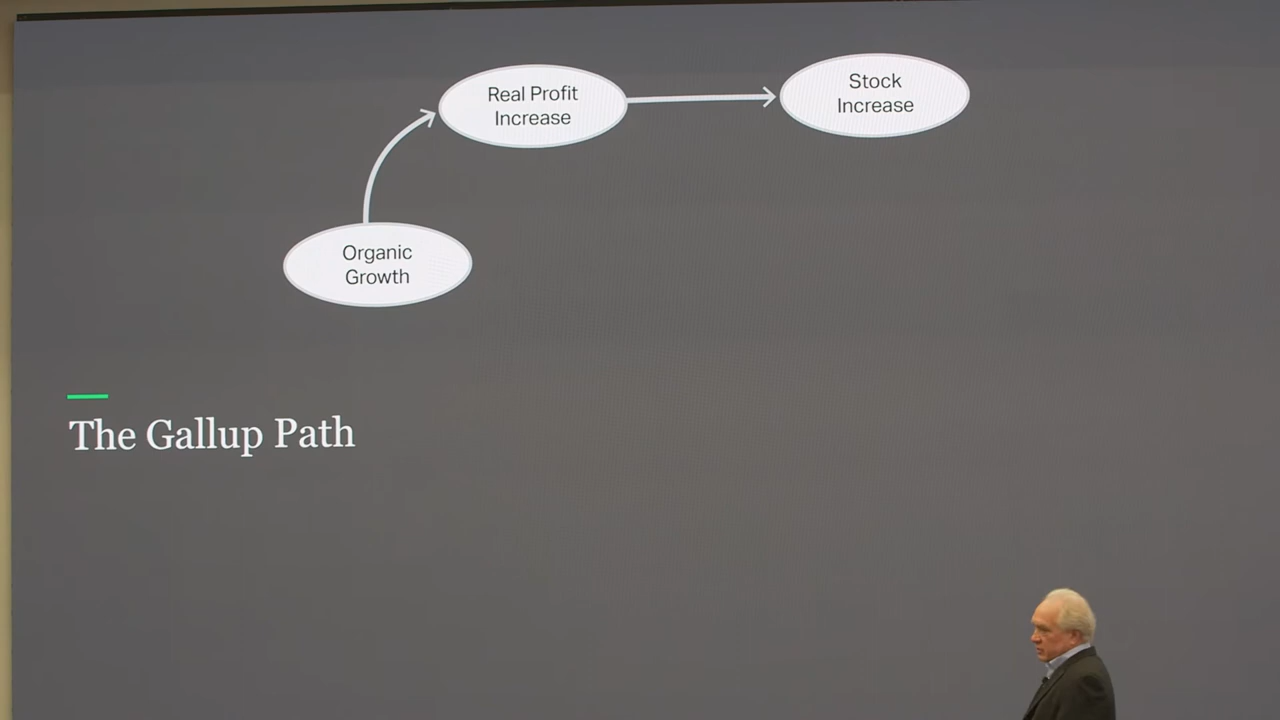 Real Profit
Increase
Stock
Increase
Organic
Growth
The Gallup Path